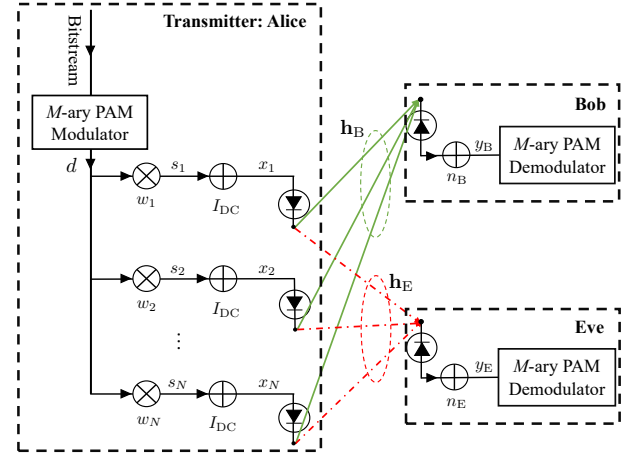 Transmitter: Alice
Bitstream
M-ary PAM
Modulator
d
s₁
x₁
w₁
I_DC
s₂
x₂
w₂
I_DC
⋮
s_N
x_N
w_N
I_DC
h_B
h_E
Bob
y_B
n_B
M-ary PAM
Demodulator
Eve
y_E
n_E
M-ary PAM
Demodulator